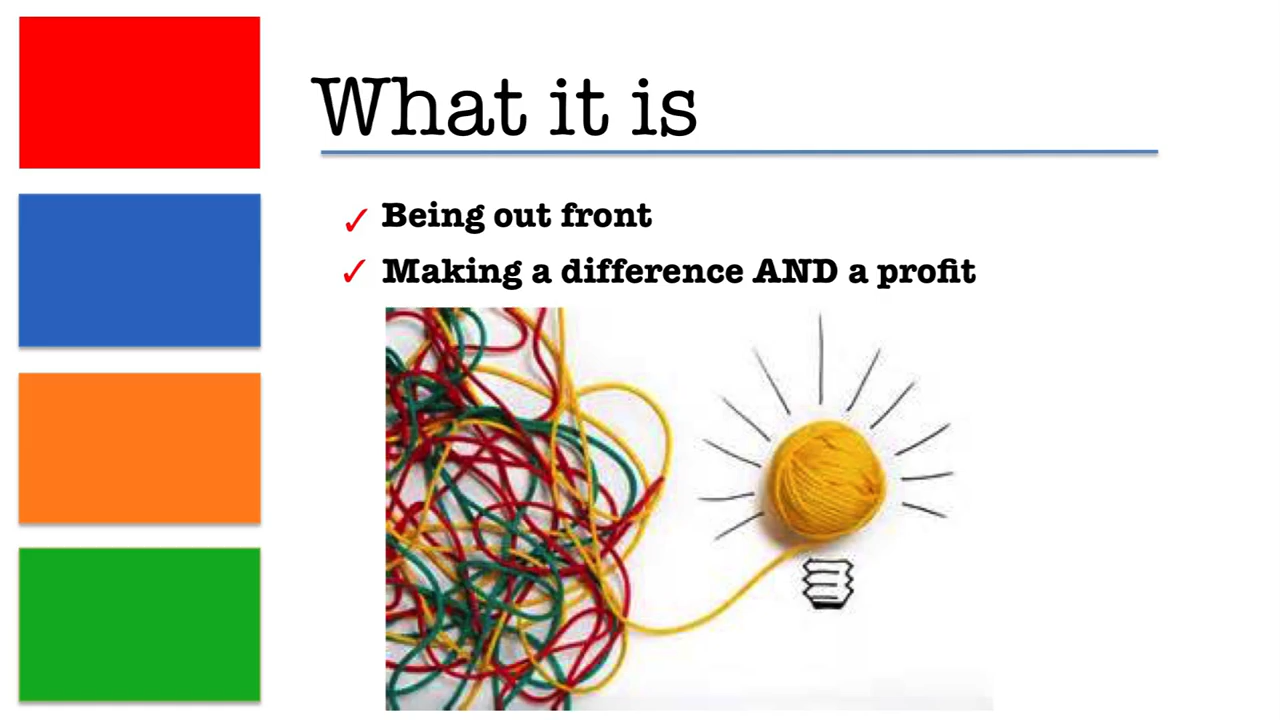 What it is
✓ Being out front
✓ Making a difference AND a profit